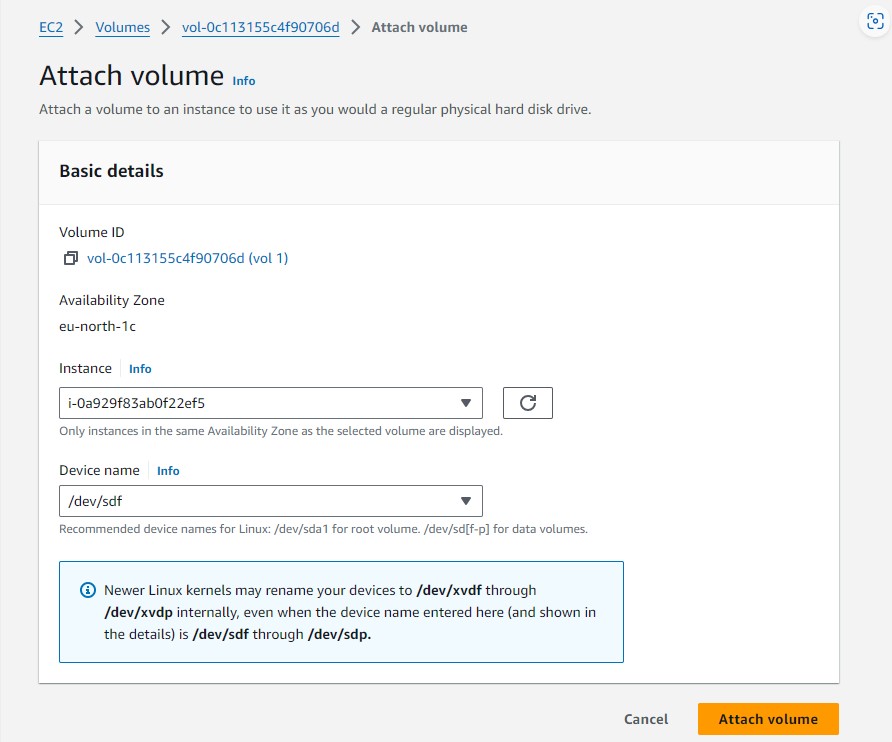 EC2 > Volumes > vol-0c113155c4f90706d > Attach volume
Attach volume Info
Attach a volume to an instance to use it as you would a regular physical hard disk drive.
Basic details
Volume ID
vol-0c113155c4f90706d (vol 1)
Availability Zone
eu-north-1c
Instance Info
i-0a929f83ab0f22ef5
Only instances in the same Availability Zone as the selected volume are displayed.
Device name Info
/dev/sdf
Recommended device names for Linux: /dev/sda1 for root volume. /dev/sd[f-p] for data volumes.
Newer Linux kernels may rename your devices to /dev/xvdf through
/dev/xvdp internally, even when the device name entered here (and shown in
the details) is /dev/sdf through /dev/sdp.
Cancel Attach volume